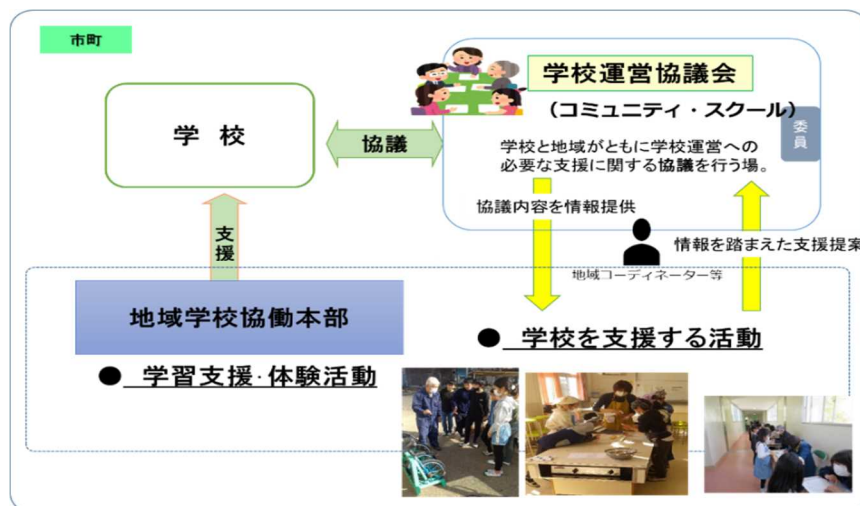 市町
学校運営協議会
（コミュニティ・スクール）
委員
学校
協議
学校と地域がともに学校運営への
必要な支援に関する協議を行う場。
協議内容を情報提供
情報を踏まえた支援提案
支援
地域コーディネーター等
地域学校協働本部
● 学校を支援する活動
● 学習支援・体験活動